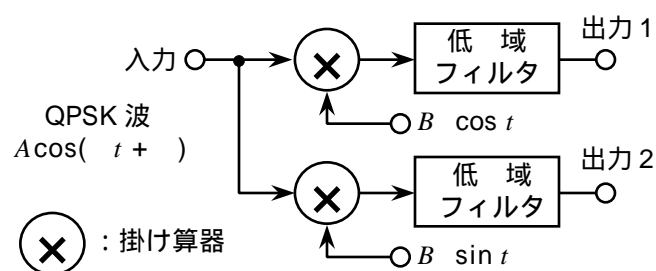 出力 1
低 域
フィルタ
入力
×
B cos t
QPSK 波
A cos( t + )
出力 2
低 域
フィルタ
×
B sin t
× : 掛け算器